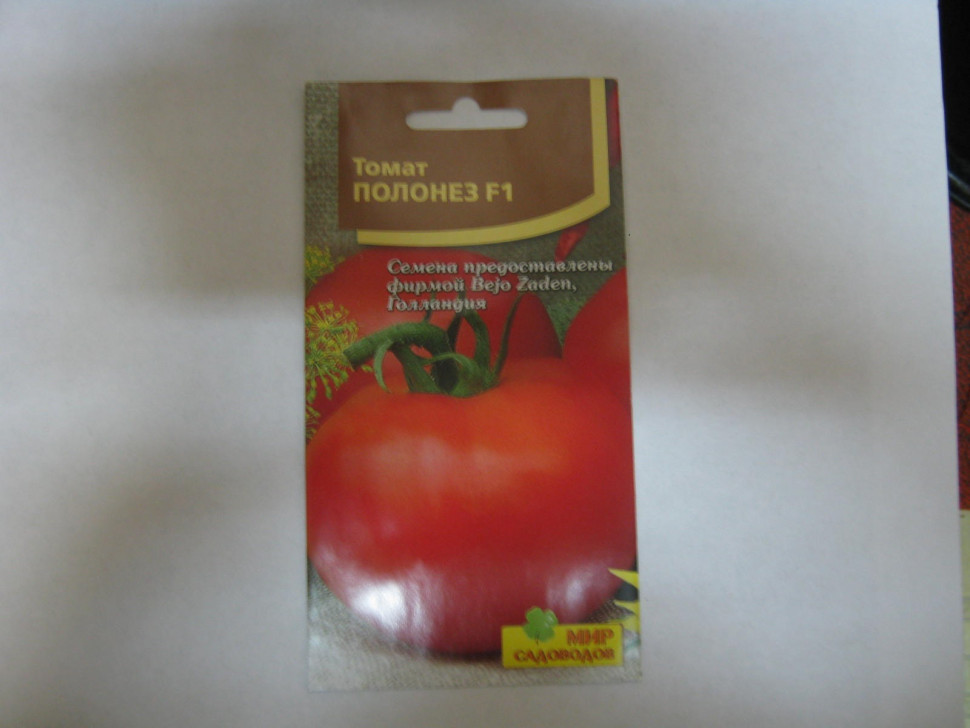 Томат
ПОЛОНЕЗ F1
Семена предоставлены
фирмой Bejo Zaden,
Голландия
МИР
САДОВОДОВ